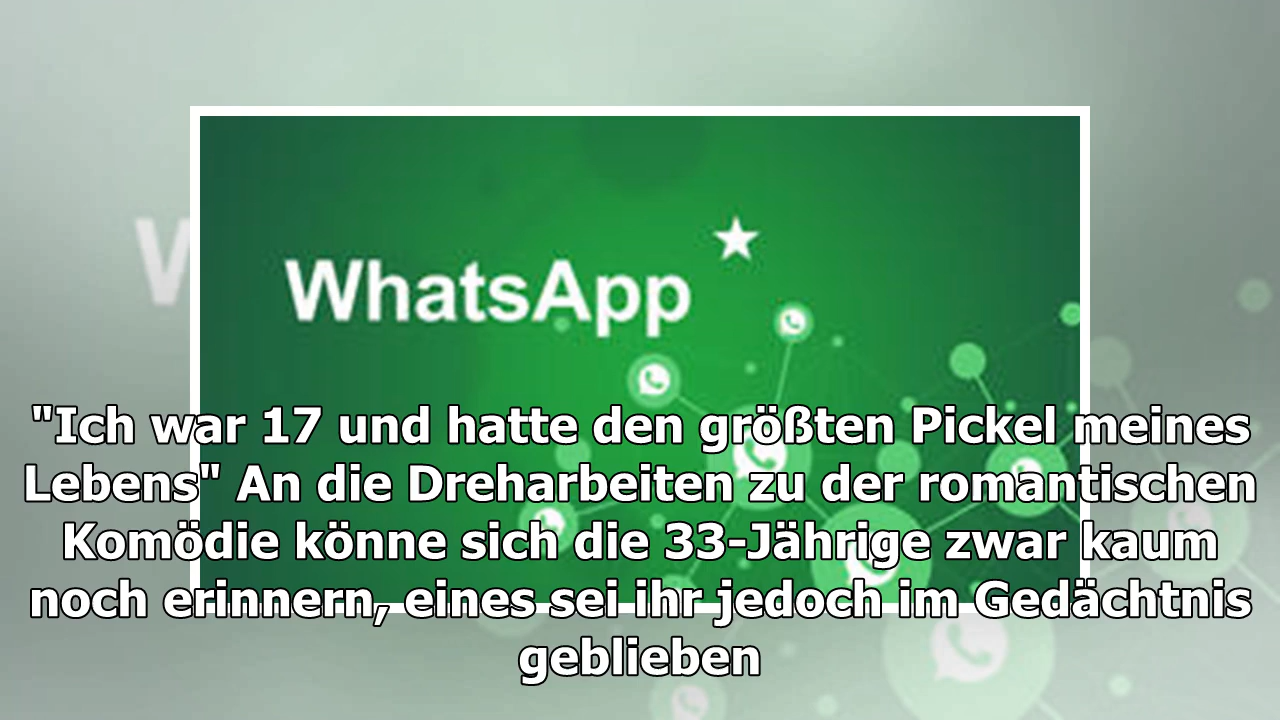 WhatsApp
"Ich war 17 und hatte den größten Pickel meines
Lebens" An die Dreharbeiten zu der romantischen
Komödie könne sich die 33-Jährige zwar kaum
noch erinnern, eines sei ihr jedoch im Gedächtnis
geblieben